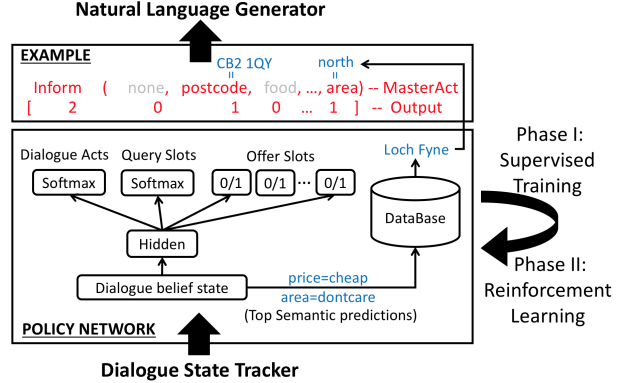 Natural Language Generator
EXAMPLE
CB2 1QY
north
=
=
Inform ( none, postcode, food, ..., area) -- MasterAct
[ 2 0 1 0 ... 1 ] -- Output
Dialogue Acts Query Slots Offer Slots
Loch Fyne
Softmax Softmax 0/1 0/1 ... 0/1
DataBase
Hidden
Dialogue belief state
price=cheap
area=dontcare
(Top Semantic predictions)
POLICY NETWORK
Dialogue State Tracker
Phase I:
Supervised
Training
Phase II:
Reinforcement
Learning